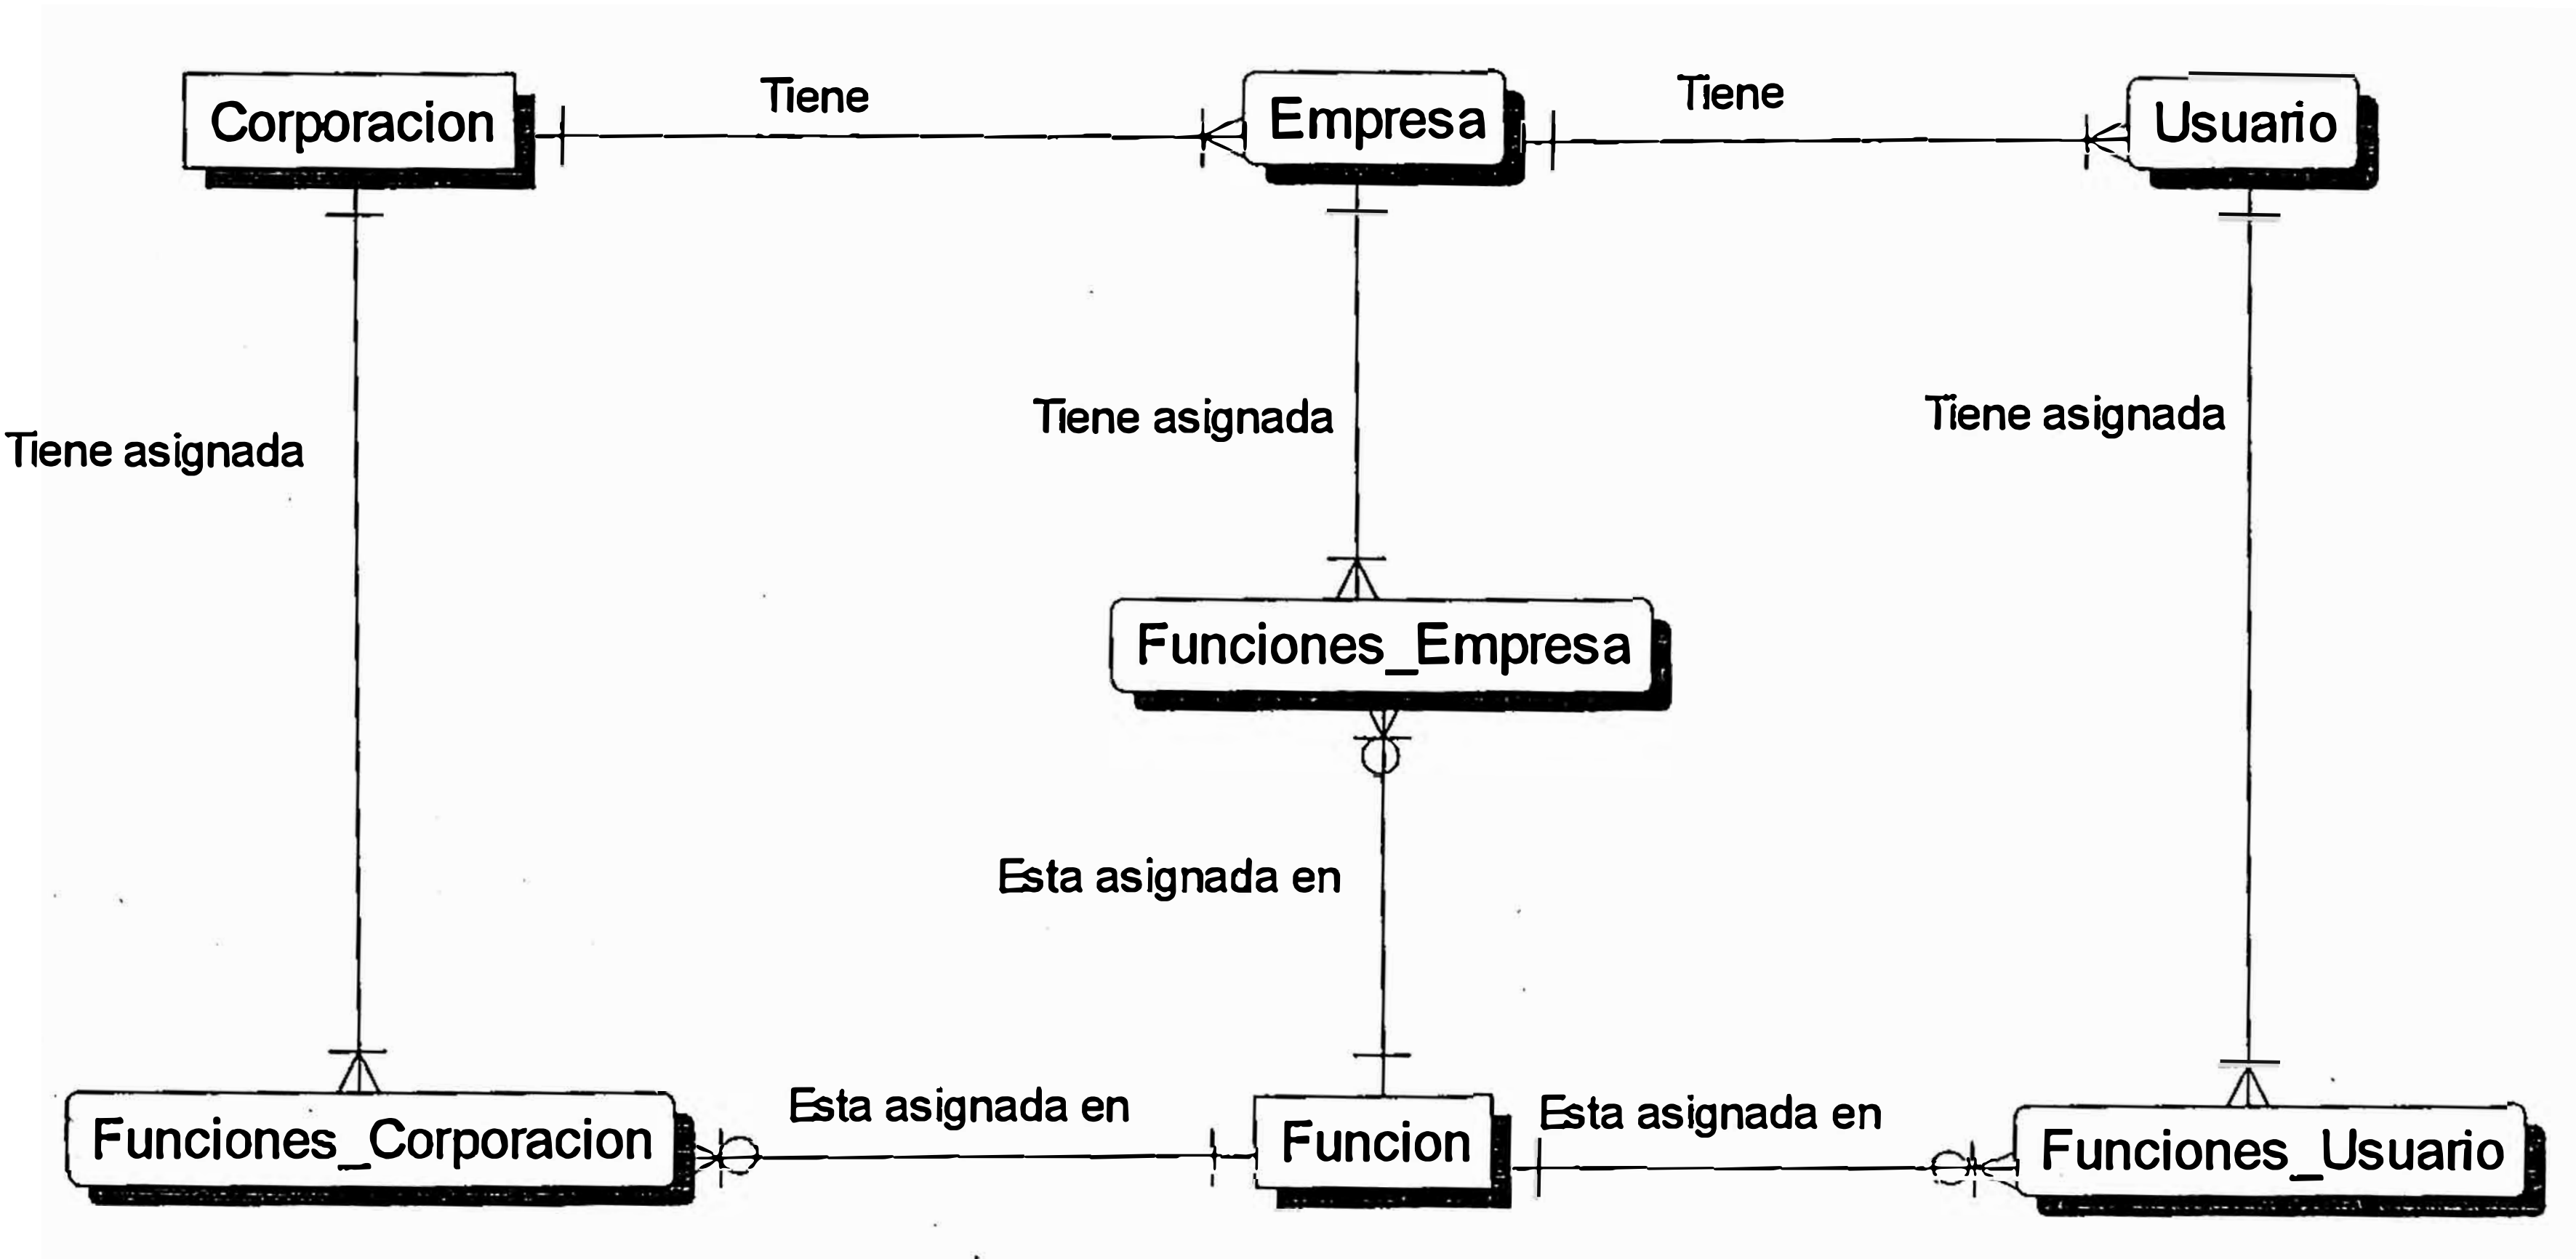 Corporacion
Tiene
Empresa
Tiene
Usuario
Tiene asignada
Tiene asignada
Tiene asignada
Funciones_Empresa
Esta asignada en
Funciones_Corporacion
Esta asignada en
Funcion
Esta asignada en
Funciones_Usuario